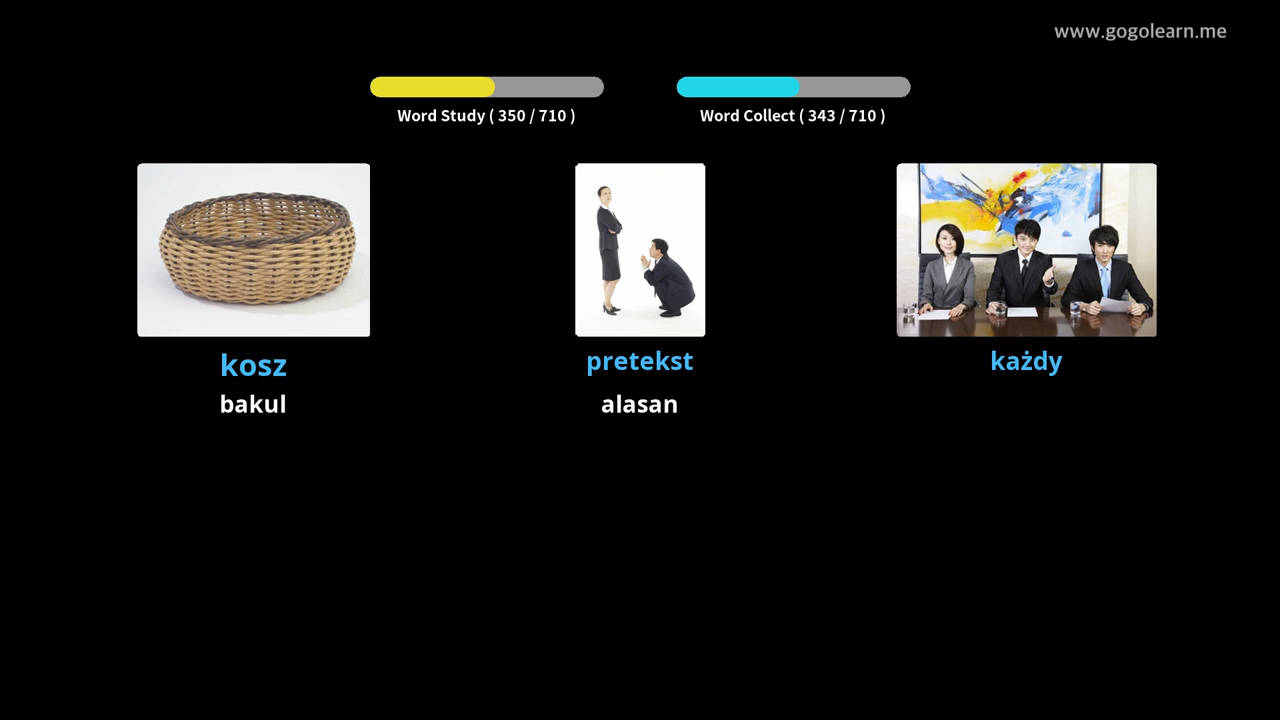 www.gogolearn.me
Word Study ( 350 / 710 )
Word Collect ( 343 / 710 )
kosz
pretekst
każdy
bakul
alasan